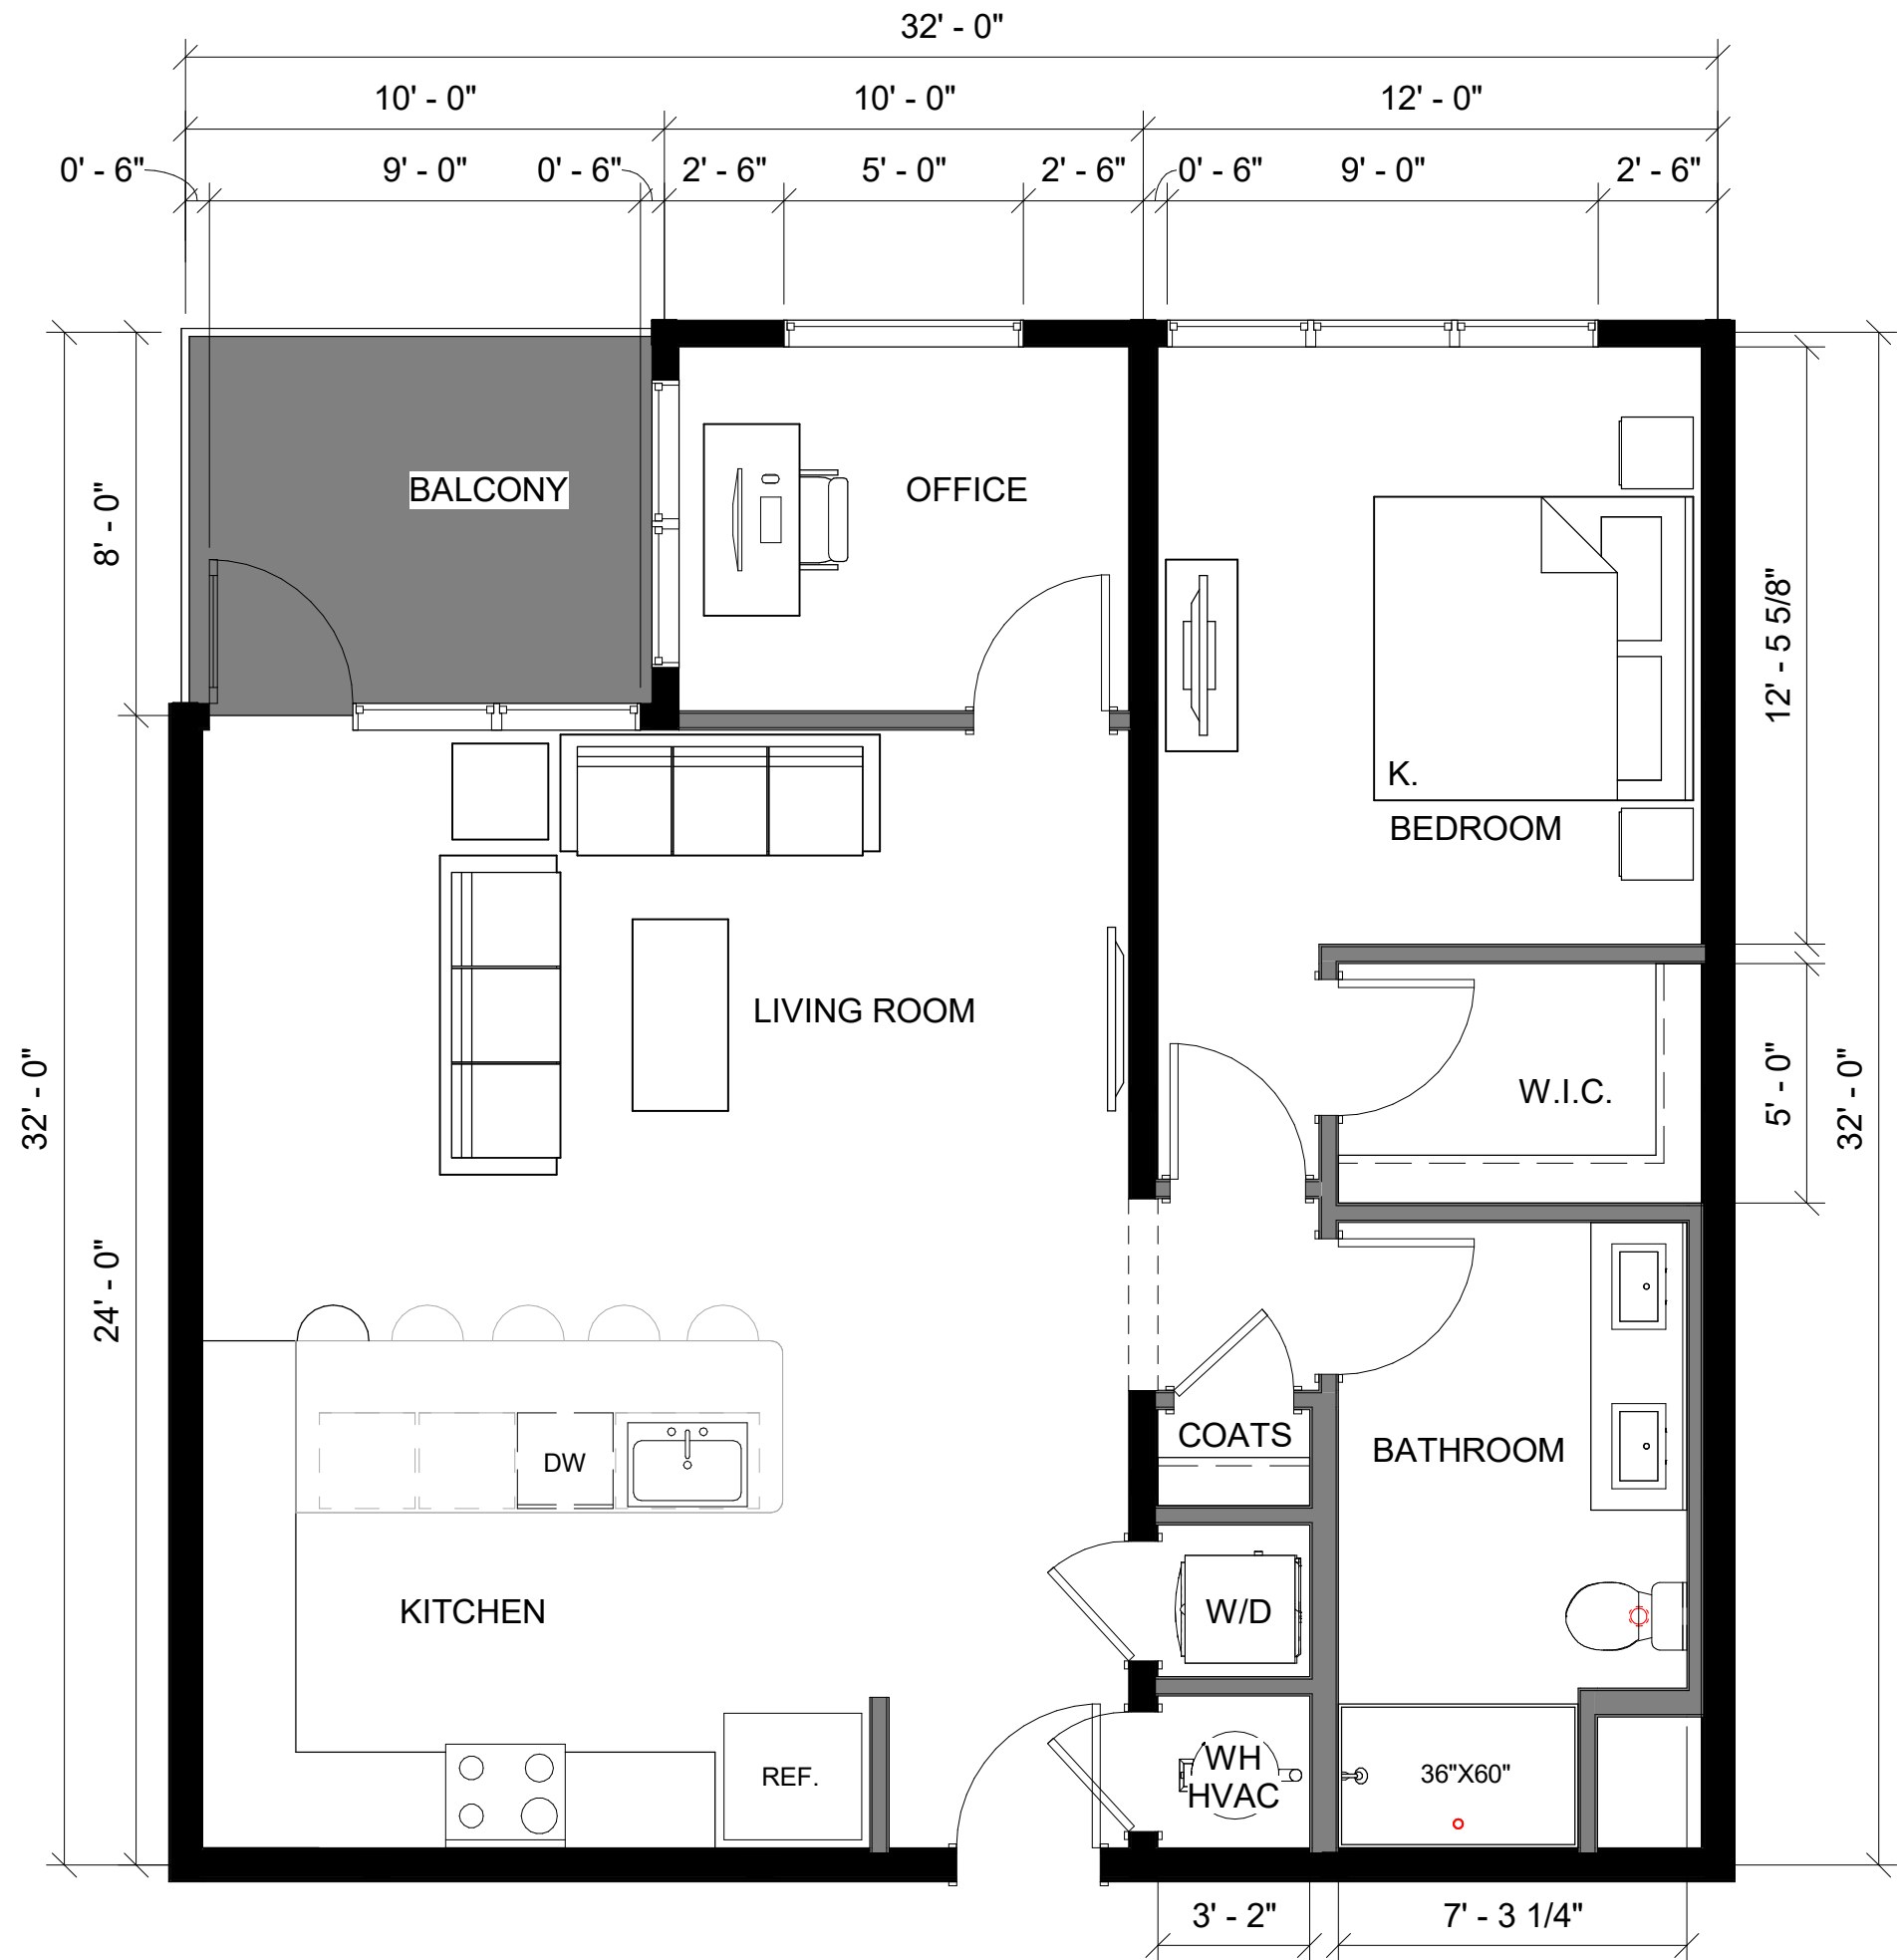 32' - 0"
10' - 0" 10' - 0" 12' - 0"
0' - 6" 9' - 0" 0' - 6" 2' - 6" 5' - 0" 2' - 6" 0' - 6" 9' - 0" 2' - 6"
BALCONY
OFFICE
8' - 0"
12' - 5 5/8"
K.
BEDROOM
LIVING ROOM
W.I.C.
5' - 0"
32' - 0"
32' - 0"
24' - 0"
COATS
BATHROOM
DW
KITCHEN
W/D
REF.
WH
HVAC
36"X60"
3' - 2" 7' - 3 1/4"